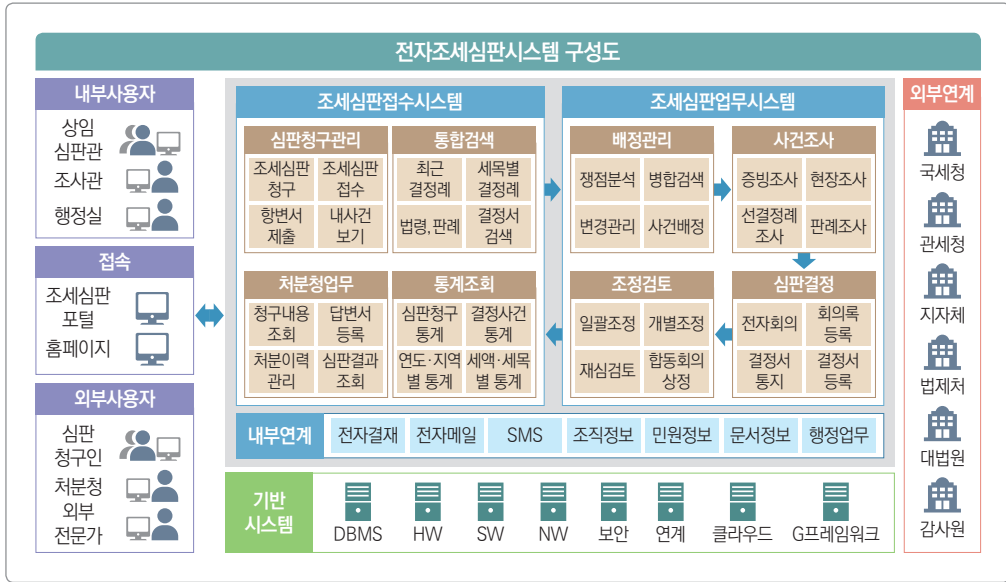 전자조세심판시스템 구성도
내부사용자
상임
심판관
조사관
행정실
접속
조세심판
포털
홈페이지
외부사용자
심판
청구인
처분청
외부
전문가
조세심판접수시스템
심판청구관리
조세심판
청구
조세심판
접수
항변서
제출
내사건
보기
통합검색
최근
결정례
세목별
결정례
법령, 판례
결정서
검색
처분청업무
청구내용
조회
답변서
등록
처분이력
관리
심판결과
조회
통계조회
심판청구
통계
결정사건
통계
연도·지역
별 통계
세액·세목
별 통계
조세심판업무시스템
배정관리
쟁점분석
병합검색
변경관리
사건배정
사건조사
증빙조사
현장조사
선결정례
조사
판례조사
조정검토
일괄조정
개별조정
재심검토
합동회의
상정
심판결정
전자회의
회의록
등록
결정서
통지
결정서
등록
내부연계
전자결재
전자메일
SMS
조직정보
민원정보
문서정보
행정업무
기반
시스템
DBMS
HW
SW
NW
보안
연계
클라우드
G프레임워크
외부연계
국세청
관세청
지자체
법제처
대법원
감사원